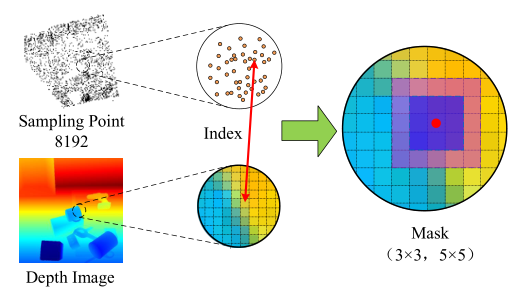 Sampling Point
8192
Index
Depth Image
Mask
（3×3，5×5）